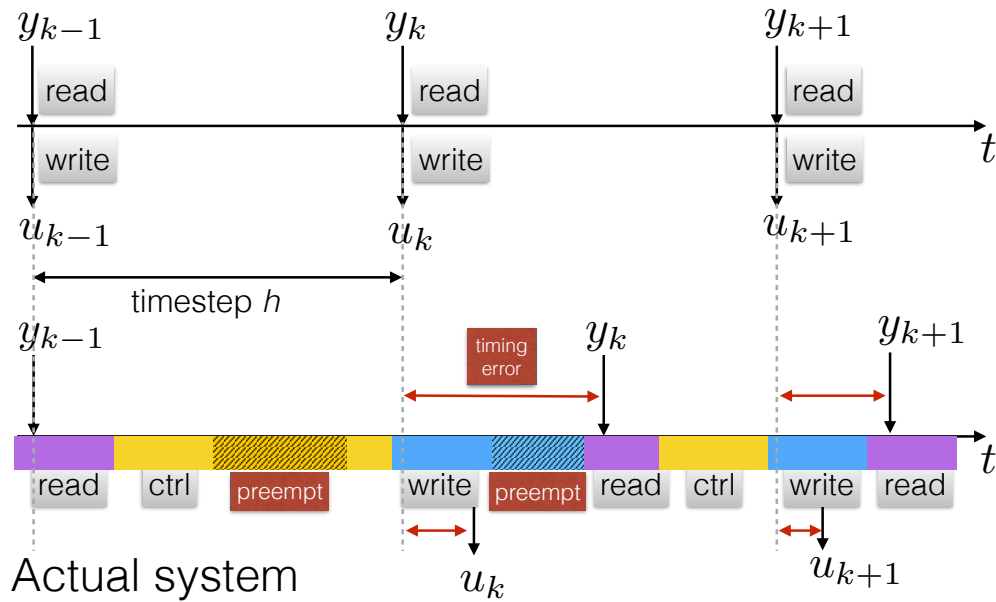 y_{k-1} y_k y_{k+1}
read read read
t
write write write
u_{k-1} u_k u_{k+1}
timestep h
y_{k-1} timing error y_k y_{k+1}
t
read ctrl preempt write preempt read ctrl write read
u_k u_{k+1}
Actual system